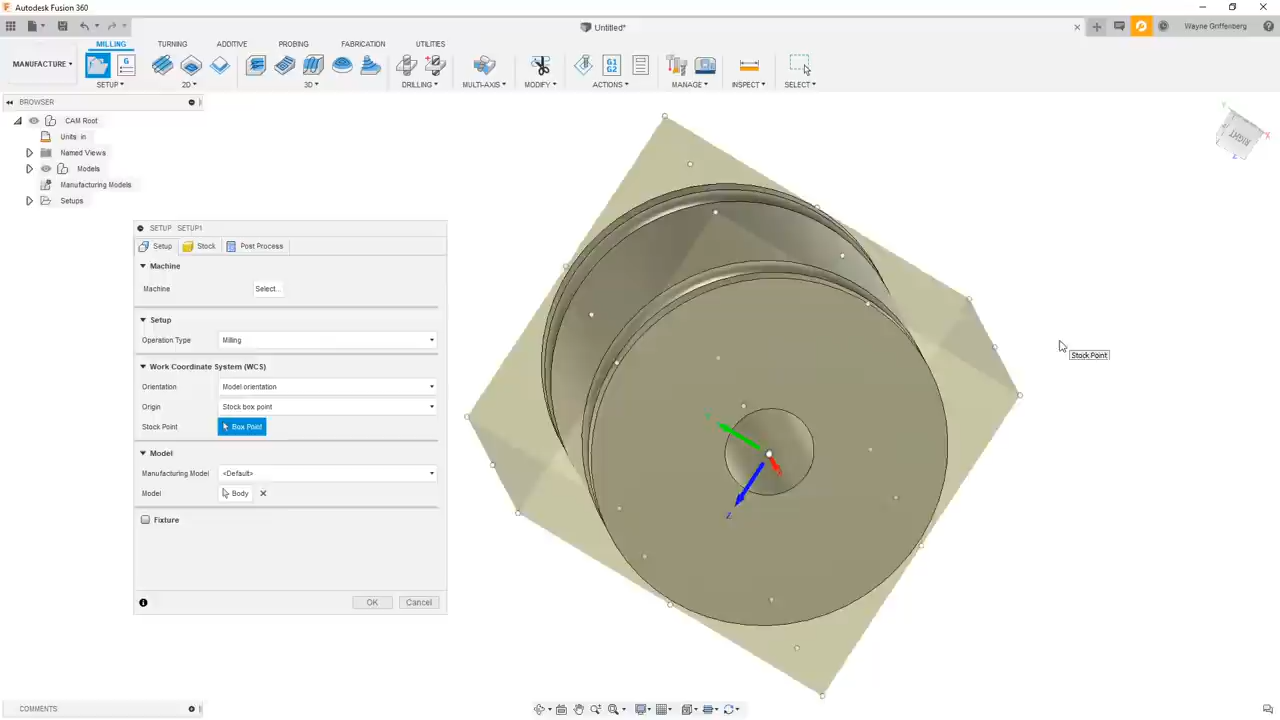 Autodesk Fusion 360
Untitled*
Wayne Griffenberg
MILLING TURNING ADDITIVE PROBING FABRICATION UTILITIES
MANUFACTURE
G1
G2
SETUP 2D 3D DRILLING MULTI-AXIS MODIFY ACTIONS MANAGE INSPECT SELECT
BROWSER
CAM Root
Units in
Named Views
Models
Manufacturing Models
Setups
RIGHT
X
Z
SETUP SETUP1
Setup Stock Post Process
Machine
Machine Select...
Setup
Operation Type Milling
Work Coordinate System (WCS)
Orientation Model orientation
Origin Stock box point
Stock Point Box Point
Model
Manufacturing Model <Default>
Model Body
Fixture
OK Cancel
Stock Point
Z
COMMENTS